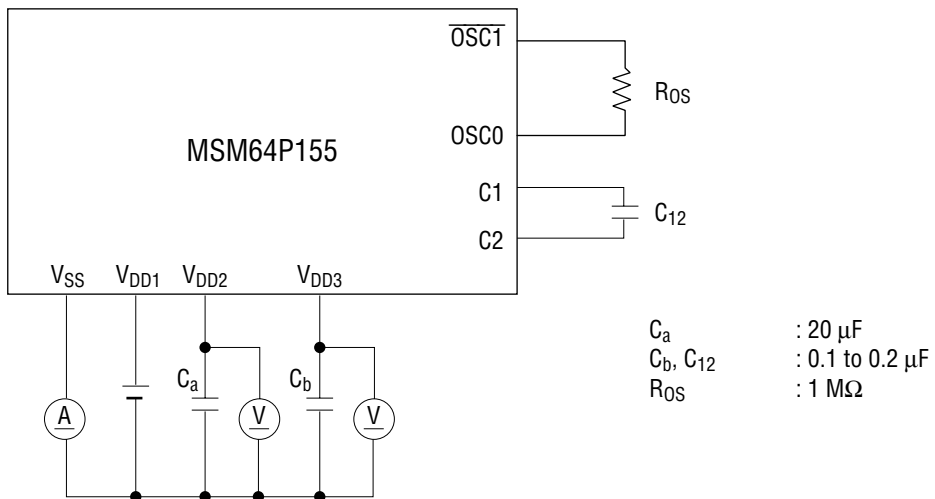 OSC1
R_OS
OSC0
MSM64P155
C1
C12
C2
VSS VDD1 VDD2 VDD3
Ca Cb
A V V
Ca : 20 μF
Cb, C12 : 0.1 to 0.2 μF
ROS : 1 MΩ